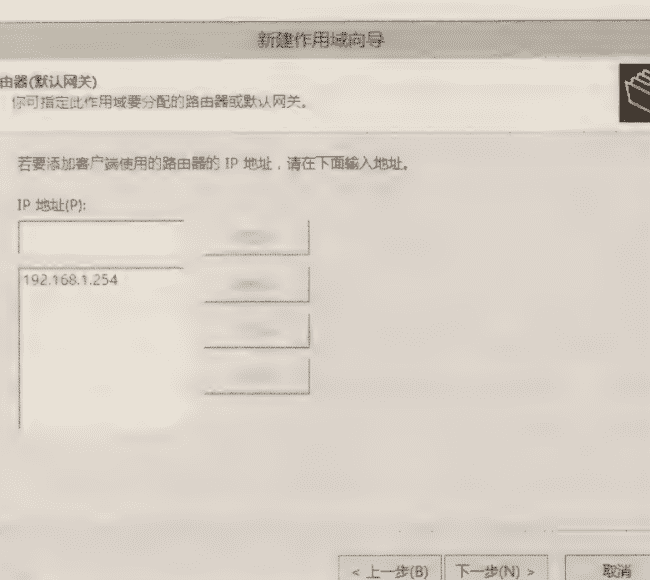 新建作用域向导
由器(默认网关)
你可指定此作用域要分配的路由器或默认网关。
若要添加客户端使用的路由器的 IP 地址，请在下面输入地址。
IP 地址(P):
192.168.1.254
< 上一步(B)
下一步(N) >
取消